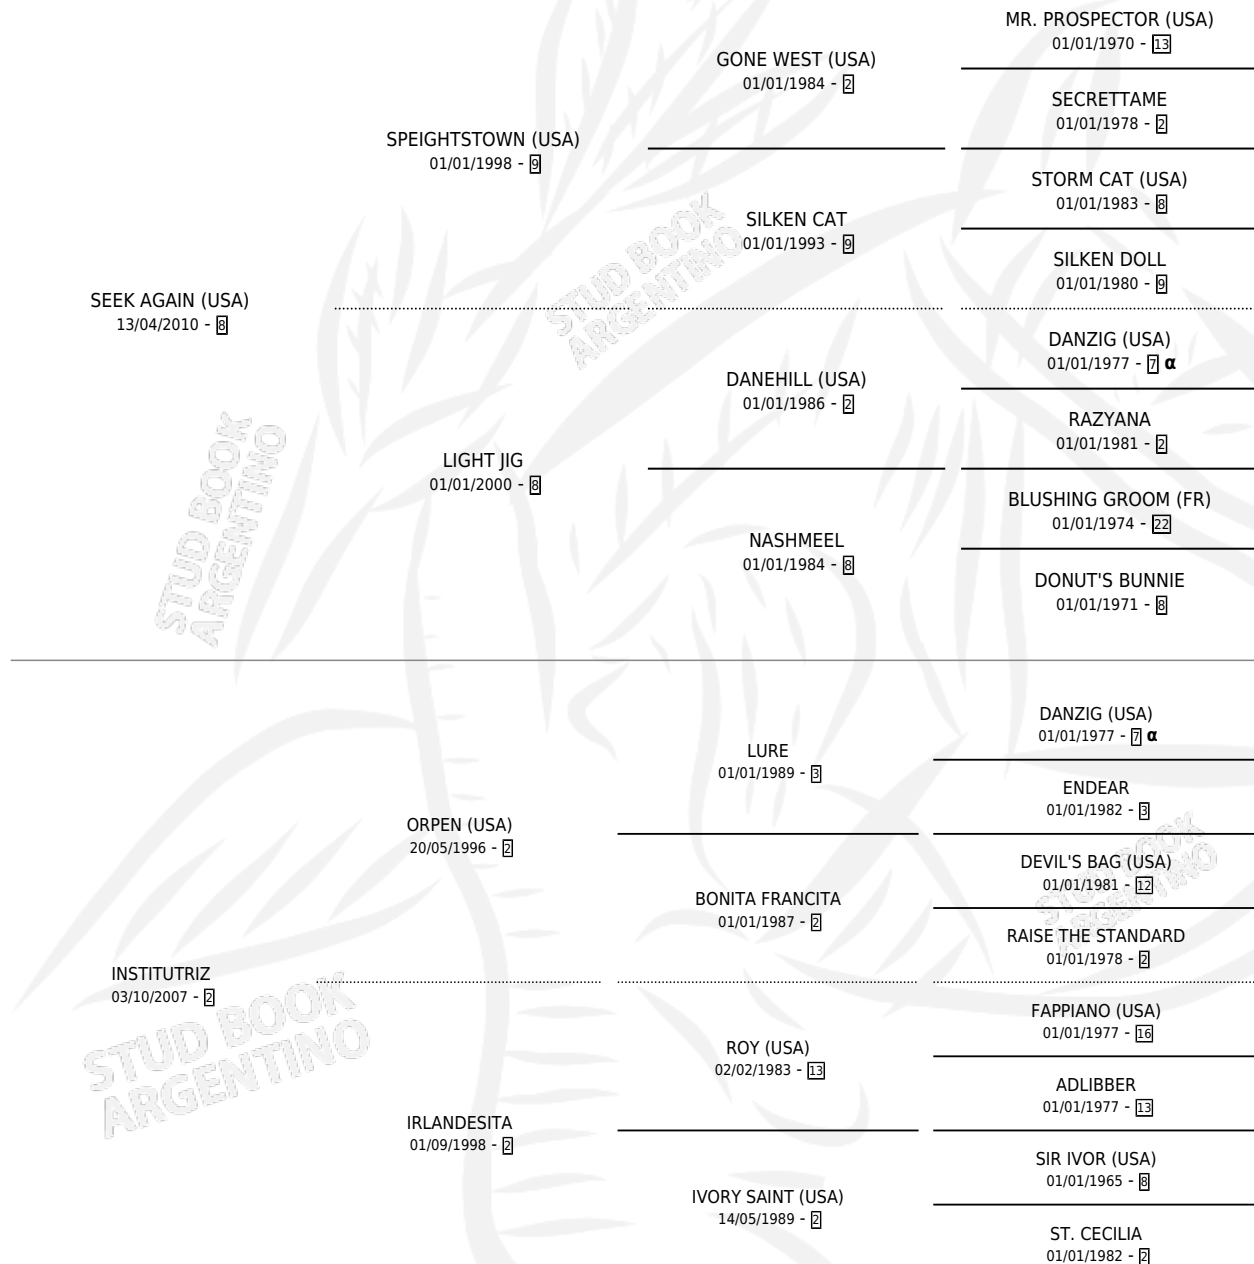 MR. PROSPECTOR (USA)
01/01/1970 - 13
GONE WEST (USA)
01/01/1984 - 2
SECRETTAME
01/01/1978 - 2
SPEIGHTSTOWN (USA)
01/01/1998 - 9
STORM CAT (USA)
01/01/1983 - 8
SILKEN CAT
01/01/1993 - 9
SILKEN DOLL
01/01/1980 - 9
SEEK AGAIN (USA)
13/04/2010 - 8
DANZIG (USA)
01/01/1977 - 7 α
DANEHILL (USA)
01/01/1986 - 2
RAZYANA
01/01/1981 - 2
LIGHT JIG
01/01/2000 - 8
BLUSHING GROOM (FR)
01/01/1974 - 22
NASHMEEL
01/01/1984 - 8
DONUT'S BUNNIE
01/01/1971 - 8
DANZIG (USA)
01/01/1977 - 7 α
LURE
01/01/1989 - 3
ENDEAR
01/01/1982 - 3
ORPEN (USA)
20/05/1996 - 2
DEVIL'S BAG (USA)
01/01/1981 - 12
BONITA FRANCITA
01/01/1987 - 2
RAISE THE STANDARD
01/01/1978 - 2
INSTITUTRIZ
03/10/2007 - 2
FAPPIANO (USA)
01/01/1977 - 16
ROY (USA)
02/02/1983 - 13
ADLIBBER
01/01/1977 - 13
IRLANDESITA
01/09/1998 - 2
SIR IVOR (USA)
01/01/1965 - 8
IVORY SAINT (USA)
14/05/1989 - 2
ST. CECILIA
01/01/1982 - 2
STUD BOOK
ARGENTINO
STUD BOOK
ARGENTINO
STUD BOOK
ARGENTINO
STUD BOOK
ARGENTINO